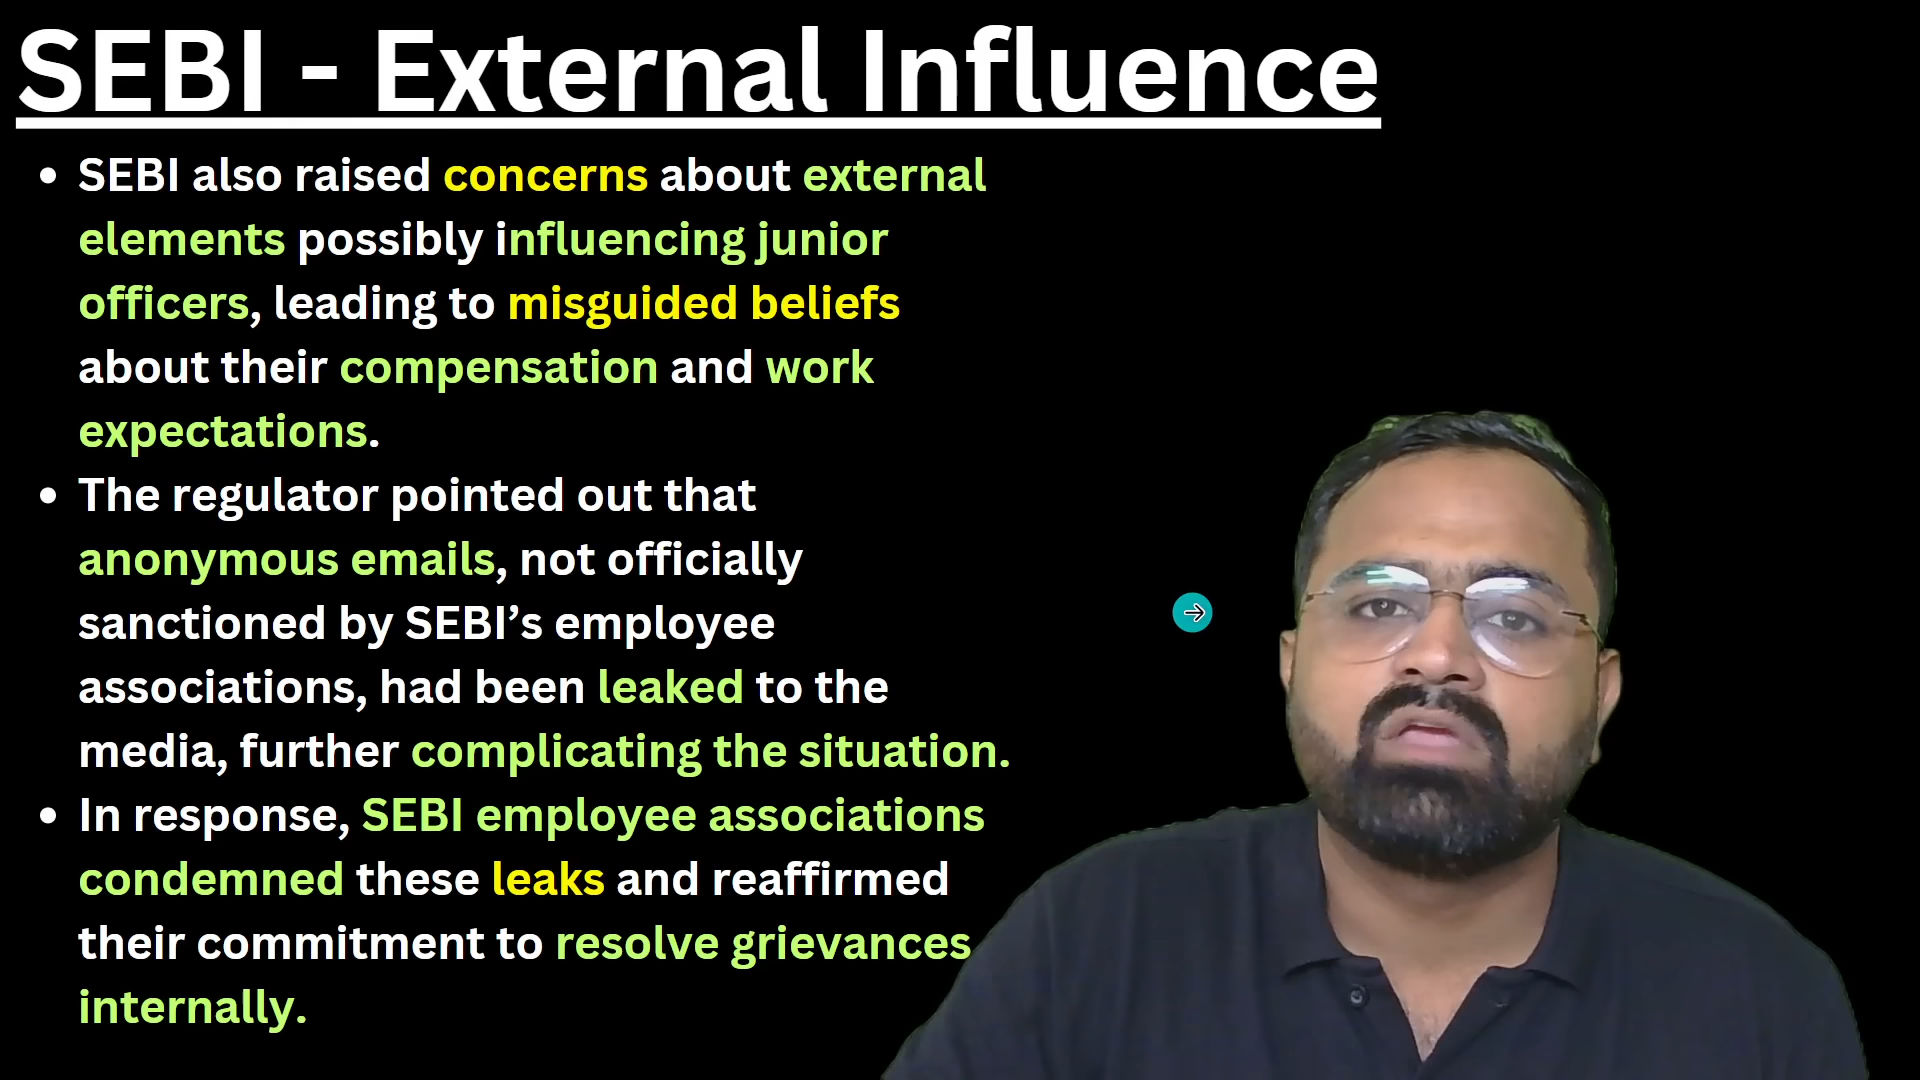 SEBI - External Influence
• SEBI also raised concerns about external
elements possibly influencing junior
officers, leading to misguided beliefs
about their compensation and work
expectations.
• The regulator pointed out that
anonymous emails, not officially
sanctioned by SEBI’s employee
associations, had been leaked to the
media, further complicating the situation.
• In response, SEBI employee associations
condemned these leaks and reaffirmed
their commitment to resolve grievances
internally.